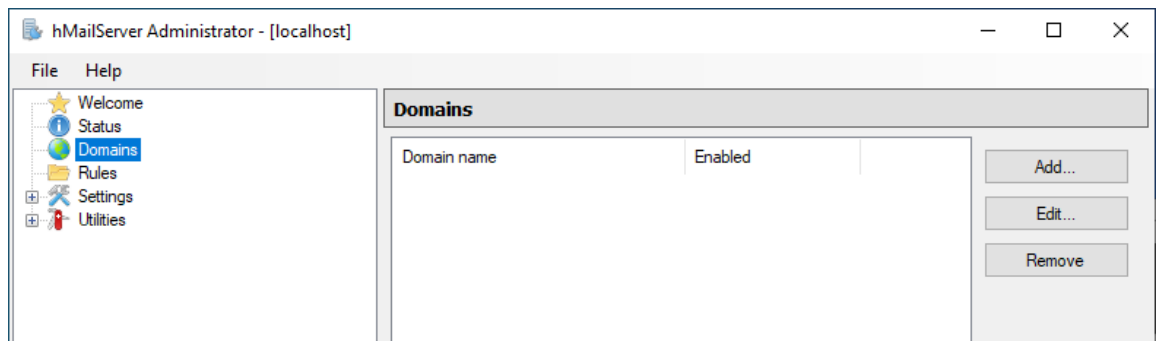 hMailServer Administrator - [localhost]
File Help
Welcome
Status
Domains
Rules
Settings
Utilities
Domains
Domain name Enabled
Add...
Edit...
Remove